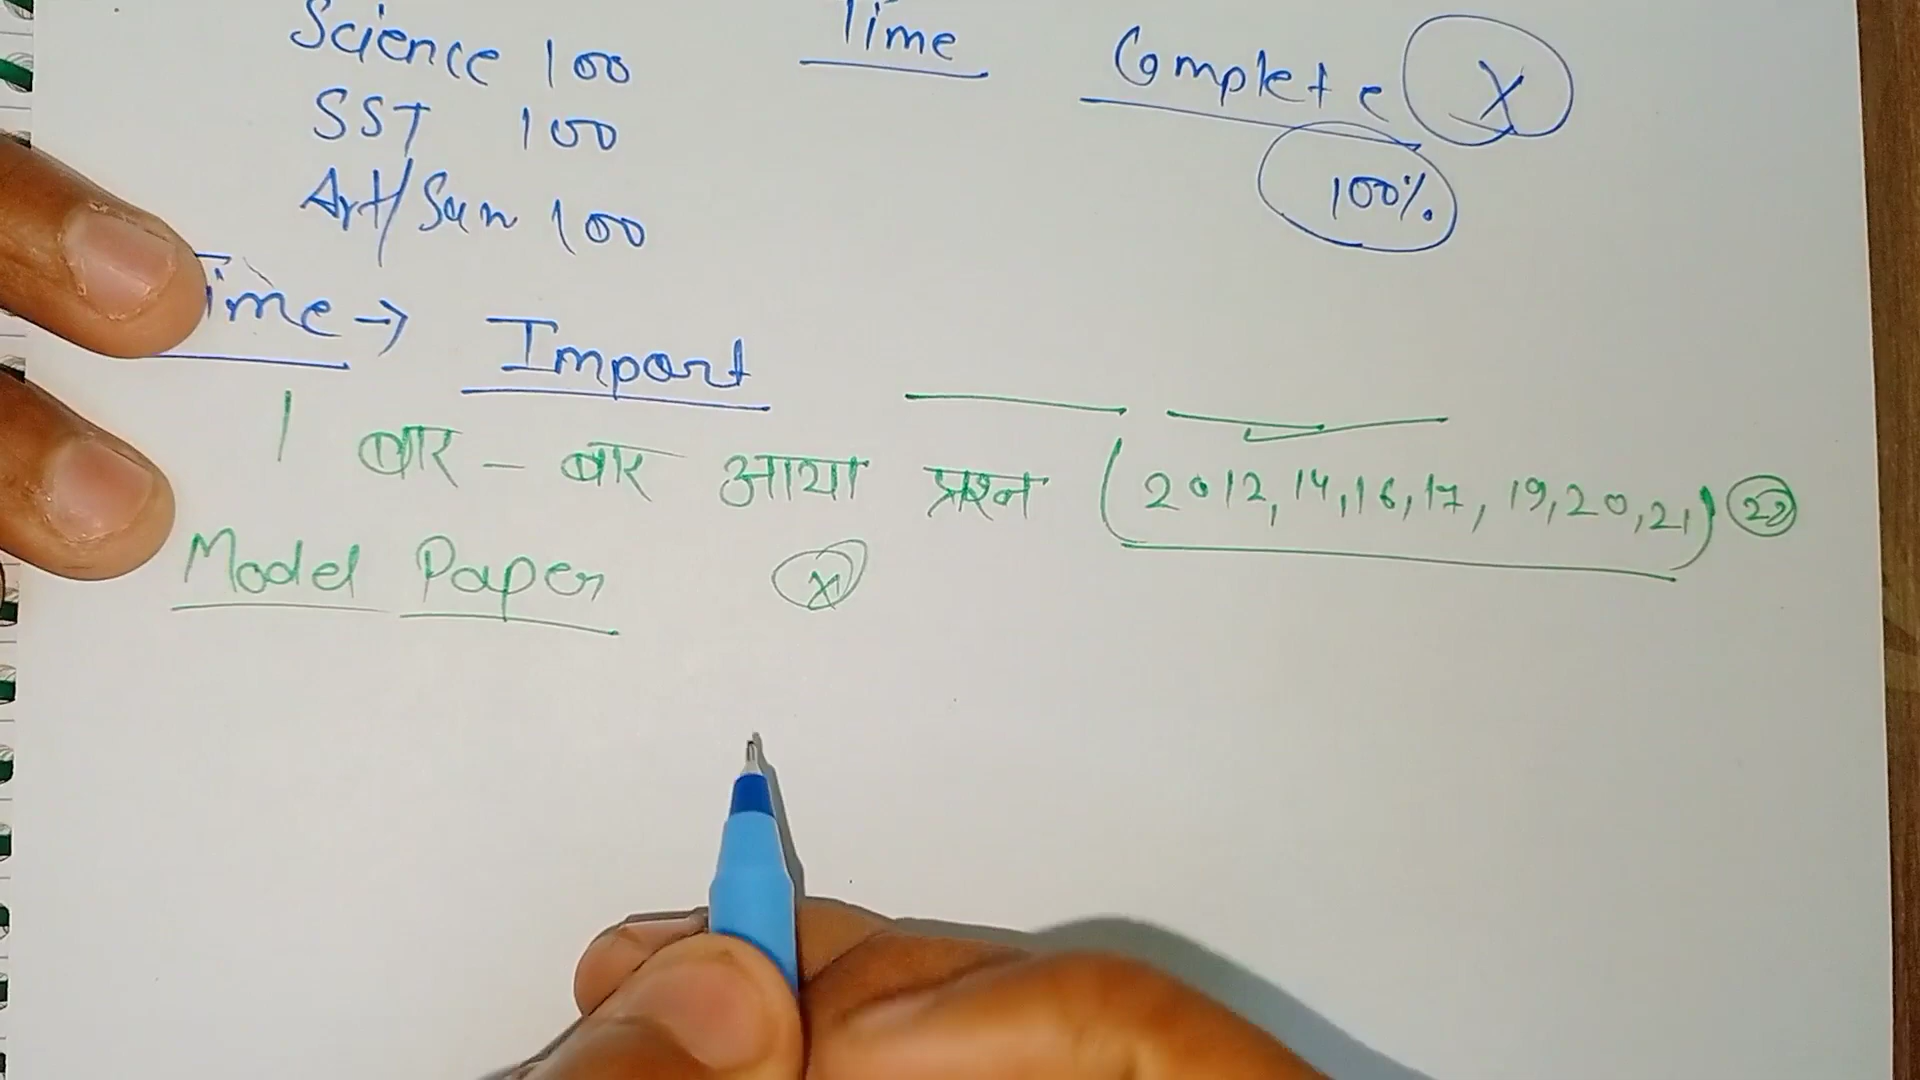 Science 100
Time
Complete X
SST 100
100%
Art/San 100
Time → Import
1 बार - बार आया प्रश्न (2012, 14, 16, 17, 19, 20, 21) 22
Model Paper X